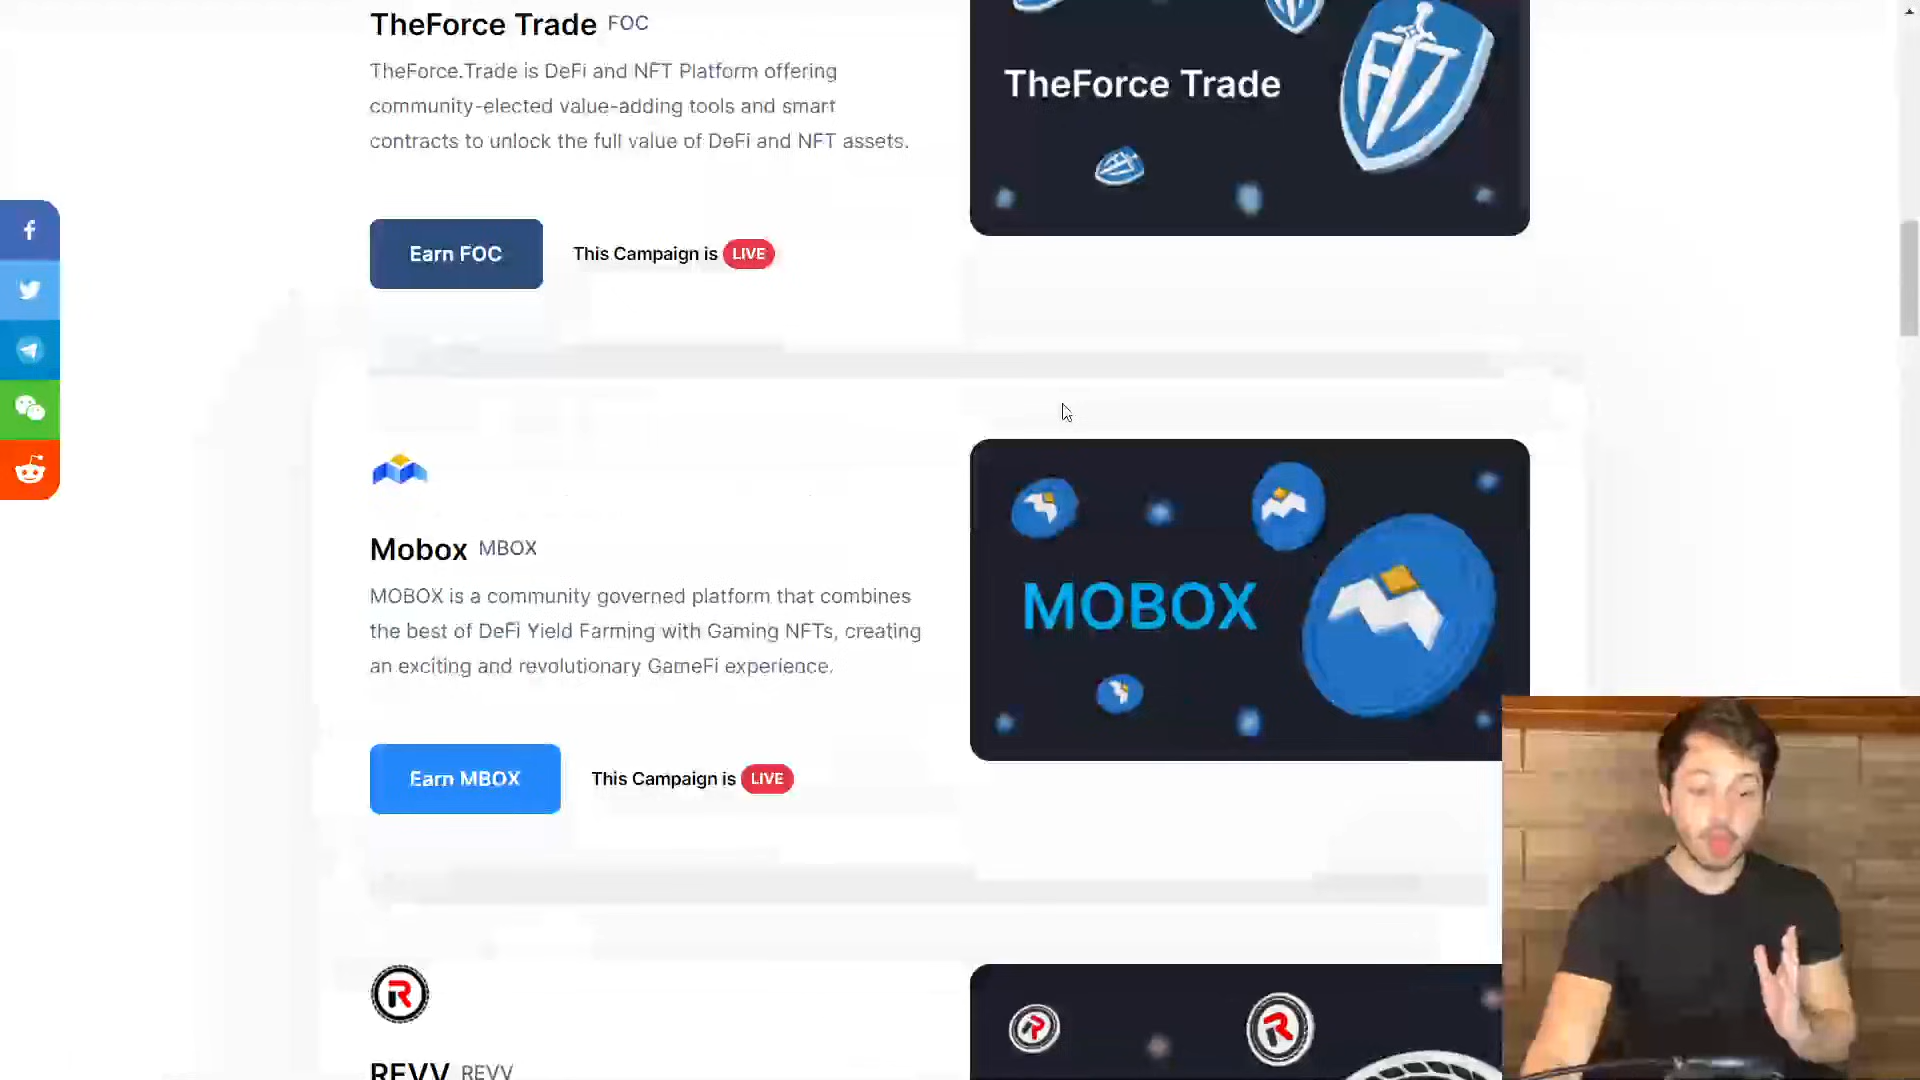 TheForce Trade FOC
TheForce.Trade is DeFi and NFT Platform offering
community-elected value-adding tools and smart
contracts to unlock the full value of DeFi and NFT assets.
Earn FOC
This Campaign is LIVE
TheForce Trade
Mobox MBOX
MOBOX is a community governed platform that combines
the best of DeFi Yield Farming with Gaming NFTs, creating
an exciting and revolutionary GameFi experience.
Earn MBOX
This Campaign is LIVE
MOBOX
REVV REVV